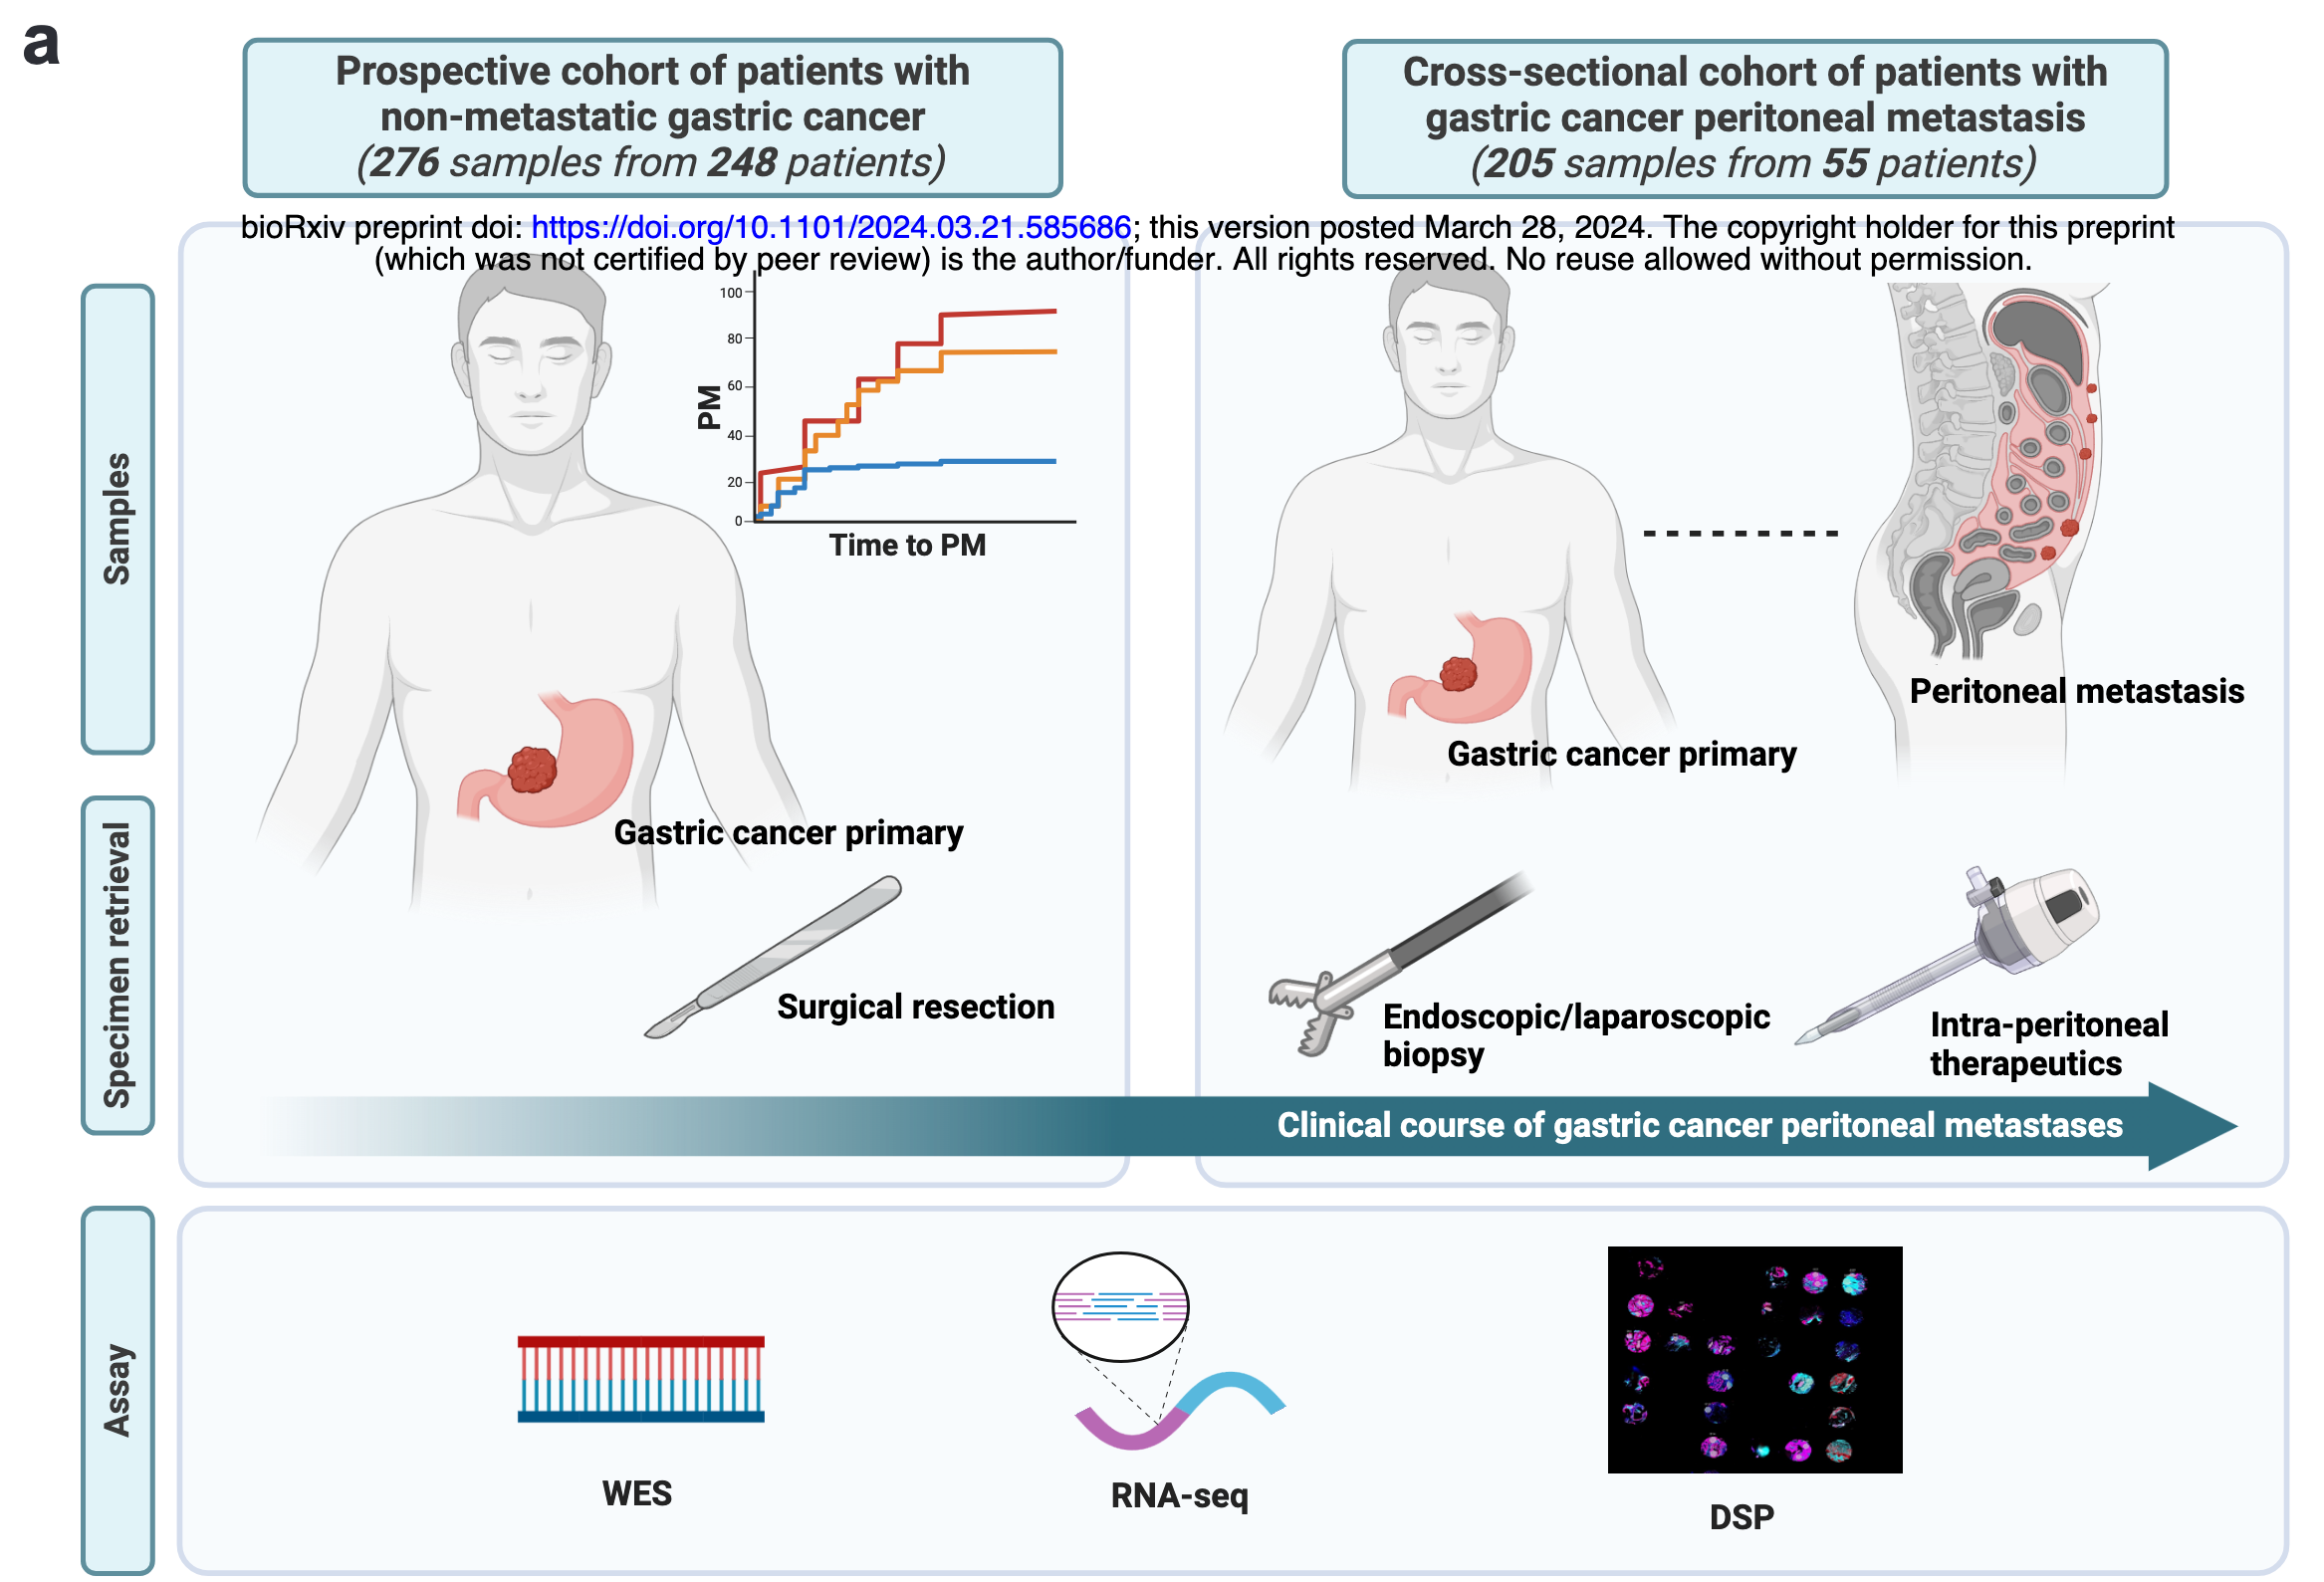 a
Prospective cohort of patients with
non-metastatic gastric cancer
(276 samples from 248 patients)
Cross-sectional cohort of patients with
gastric cancer peritoneal metastasis
(205 samples from 55 patients)
bioRxiv preprint doi: https://doi.org/10.1101/2024.03.21.585686; this version posted March 28, 2024. The copyright holder for this preprint
(which was not certified by peer review) is the author/funder. All rights reserved. No reuse allowed without permission.
Samples
100
80
60
40
20
0
PM
Time to PM
Gastric cancer primary
Gastric cancer primary
Peritoneal metastasis
Specimen retrieval
Surgical resection
Endoscopic/laparoscopic
biopsy
Intra-peritoneal
therapeutics
Clinical course of gastric cancer peritoneal metastases
Assay
WES
RNA-seq
DSP